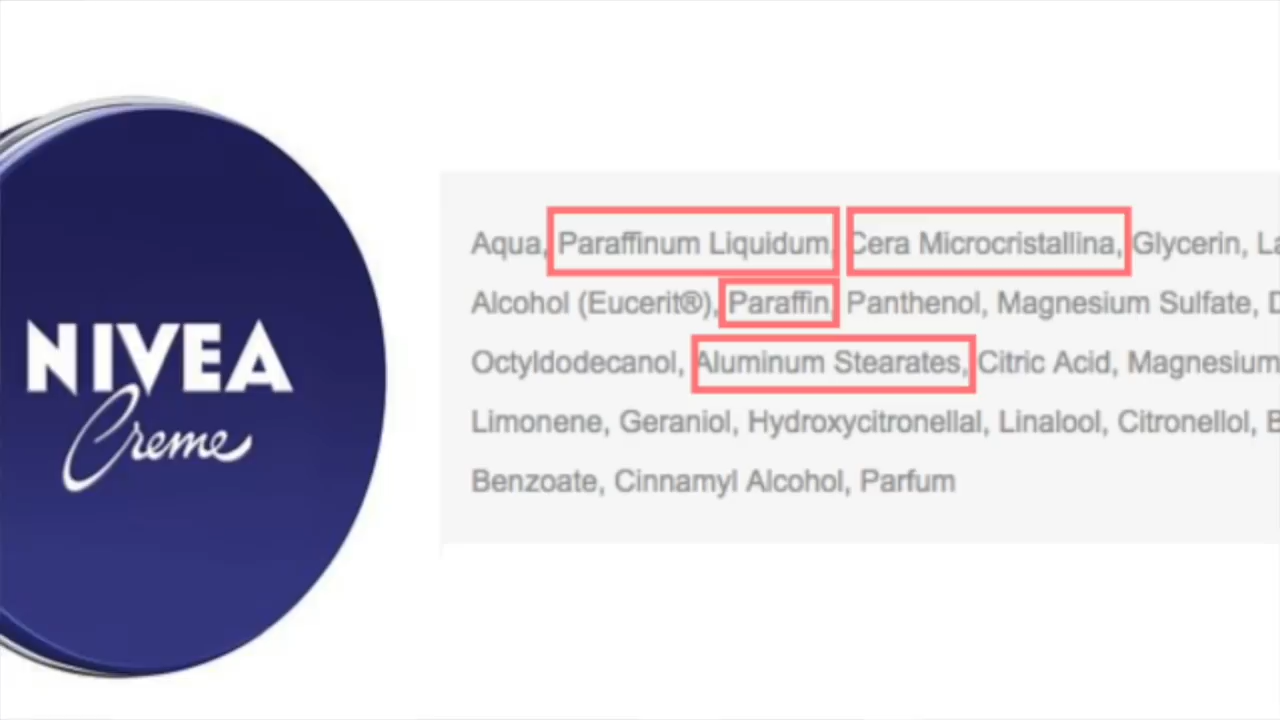 NIVEA
Creme
Aqua, Paraffinum Liquidum, Cera Microcristallina, Glycerin,
Alcohol (Eucerit®), Paraffin, Panthenol, Magnesium Sulfate,
Octyldodecanol, Aluminum Stearates, Citric Acid, Magnesium
Limonene, Geraniol, Hydroxycitronellal, Linalool, Citronellol,
Benzoate, Cinnamyl Alcohol, Parfum